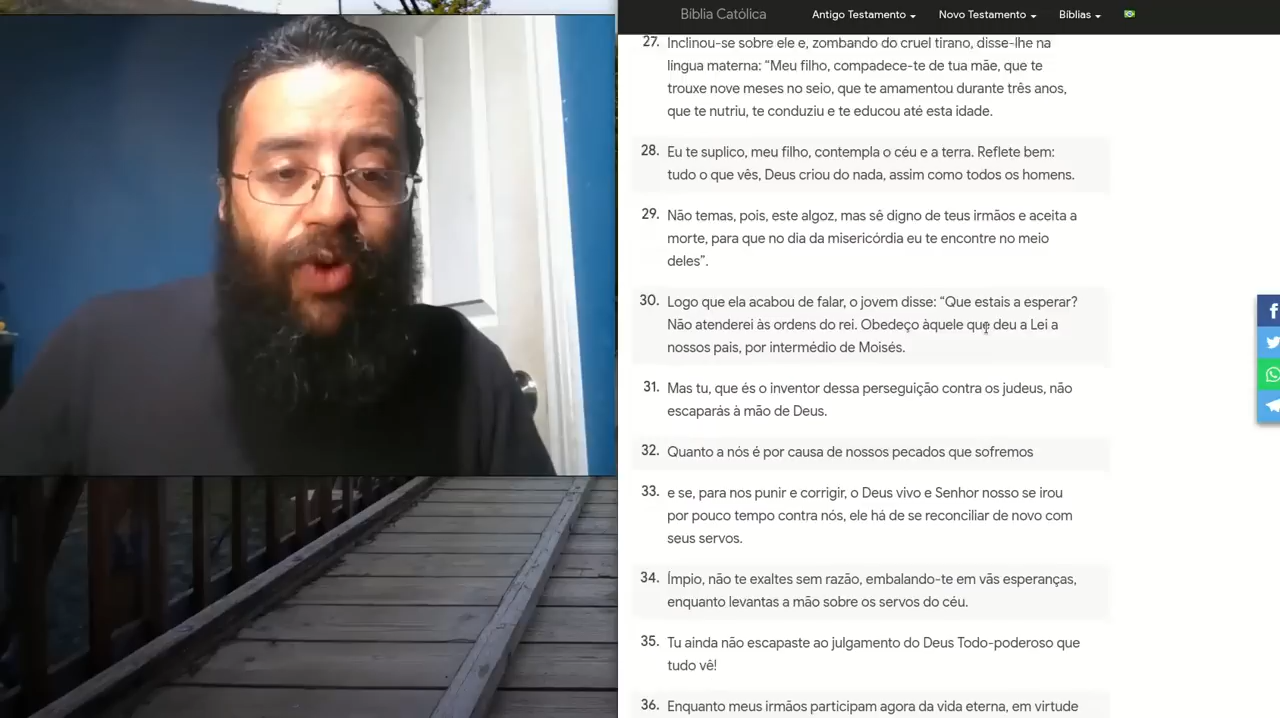 Bíblia Católica
Antigo Testamento
Novo Testamento
Bíblias
27. Inclinou-se sobre ele e, zombando do cruel tirano, disse-lhe na
lingua materna: “Meu filho, compadece-te de tua mãe, que te
trouxe nove meses no seio, que te amamentou durante três anos,
que te nutriu, te conduziu e te educou até esta idade.
28. Eu te suplico, meu filho, contempla o céu e a terra. Reflete bem:
tudo o que vês, Deus criou do nada, assim como todos os homens.
29. Não temas, pois, este algoz, mas sê digno de teus irmãos e aceita a
morte, para que no dia da misericórdia eu te encontre no meio
deles”.
30. Logo que ela acabou de falar, o jovem disse: “Que estais a esperar?
Não atenderei às ordens do rei. Obedeço àquele que deu a Lei a
nossos pais, por intermédio de Moisés.
31. Mas tu, que és o inventor dessa perseguição contra os judeus, não
escaparás à mão de Deus.
32. Quanto a nós é por causa de nossos pecados que sofremos
33. e se, para nos punir e corrigir, o Deus vivo e Senhor nosso se irou
por pouco tempo contra nós, ele há de se reconciliar de novo com
seus servos.
34. Ímpio, não te exaltes sem razão, embalando-te em vãs esperanças,
enquanto levantas a mão sobre os servos do céu.
35. Tu ainda não escapaste ao julgamento do Deus Todo-poderoso que
tudo vê!
36. Enquanto meus irmãos participam agora da vida eterna, em virtude